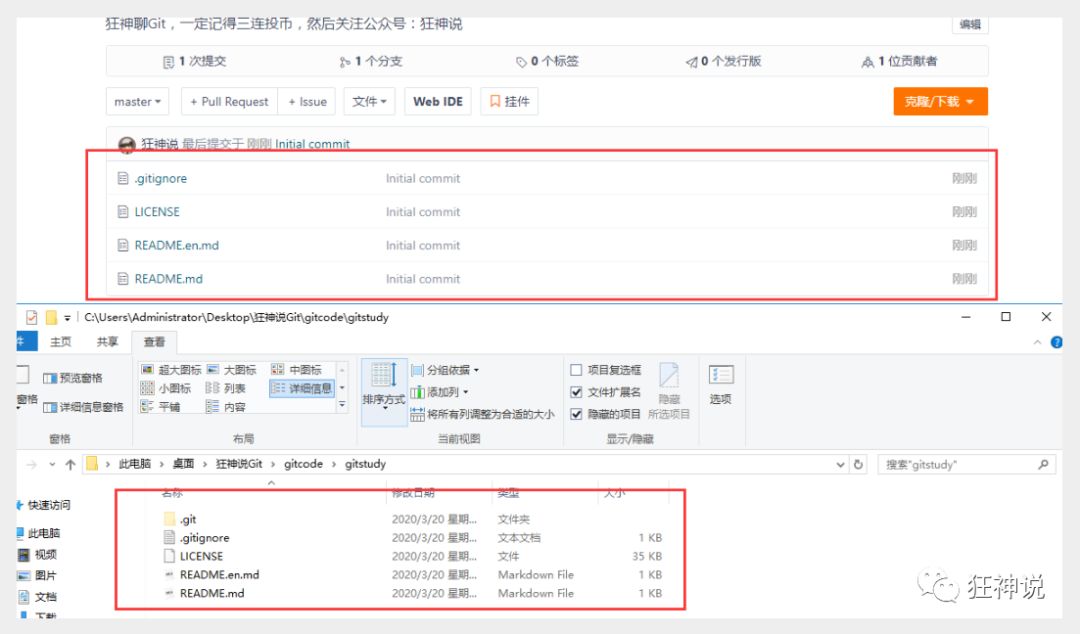 狂神聊Git，一定记得三连投币，然后关注公众号：狂神说
编辑
1 次提交 1 个分支 0 个标签 0 个发行版 1 位贡献者
master + Pull Request + Issue 文件 Web IDE 挂件 克隆/下载
狂神说 最后提交于 刚刚 Initial commit
.gitignore Initial commit 刚刚
LICENSE Initial commit 刚刚
README.en.md Initial commit 刚刚
README.md Initial commit 刚刚
C:\Users\Administrator\Desktop\狂神说Git\gitcode\gitstudy
主页 共享 查看
预览窗格 超大图标 大图标 中图标 分组依据 项目复选框
窗格 小图标 列表 详细信息 排序方式 添加列 文件扩展名 隐藏 选项
详细信息窗格 平铺 内容 将所有列调整为合适的大小 隐藏的项目 所选项目
窗格 布局 当前视图 显示/隐藏
此电脑 > 桌面 > 狂神说Git > gitcode > gitstudy 搜索"gitstudy"
名称 修改日期 类型 大小
快速访问
此电脑
视频
图片
文档
下载
.git 2020/3/20 星期... 文件夹
.gitignore 2020/3/20 星期... 文本文档 1 KB
LICENSE 2020/3/20 星期... 文件 35 KB
README.en.md 2020/3/20 星期... Markdown File 1 KB
README.md 2020/3/20 星期... Markdown File 1 KB
狂神说